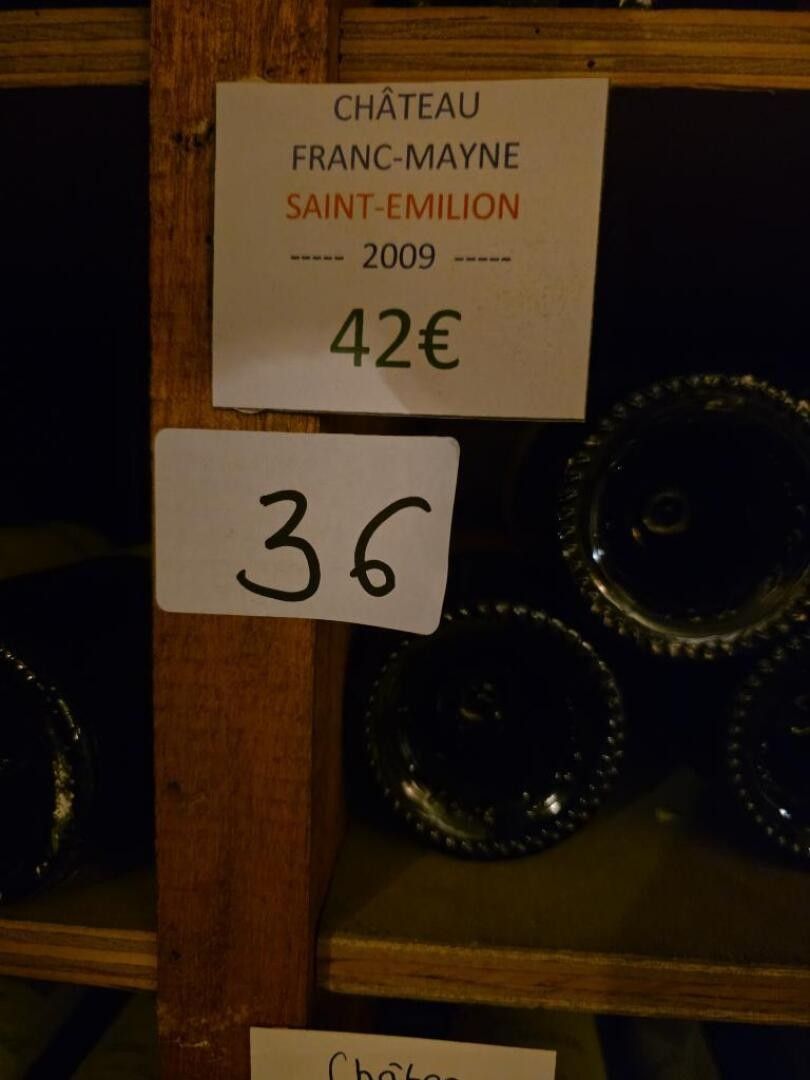 CHÂTEAU
FRANC-MAYNE
SAINT-EMILION
----- 2009 -----
42€
36